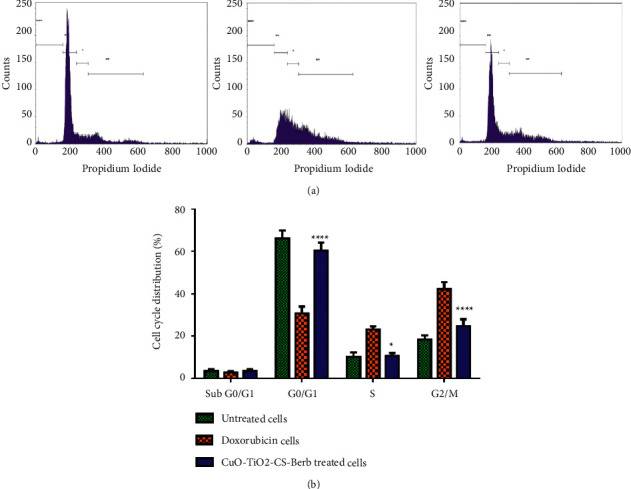 250
200
150
100
50
0
Counts
0 200 400 600 800 1000
Propidium Iodide
250
200
150
100
50
0
Counts
0 200 400 600 800 1000
Propidium Iodide
250
200
150
100
50
0
Counts
0 200 400 600 800 1000
Propidium Iodide
(a)
80
60
40
20
0
Cell cycle distribution (%)
****
*
****
Sub G0/G1 G0/G1 S G2/M
Untreated cells
Doxorubicin cells
CuO-TiO2-CS-Berb treated cells
(b)